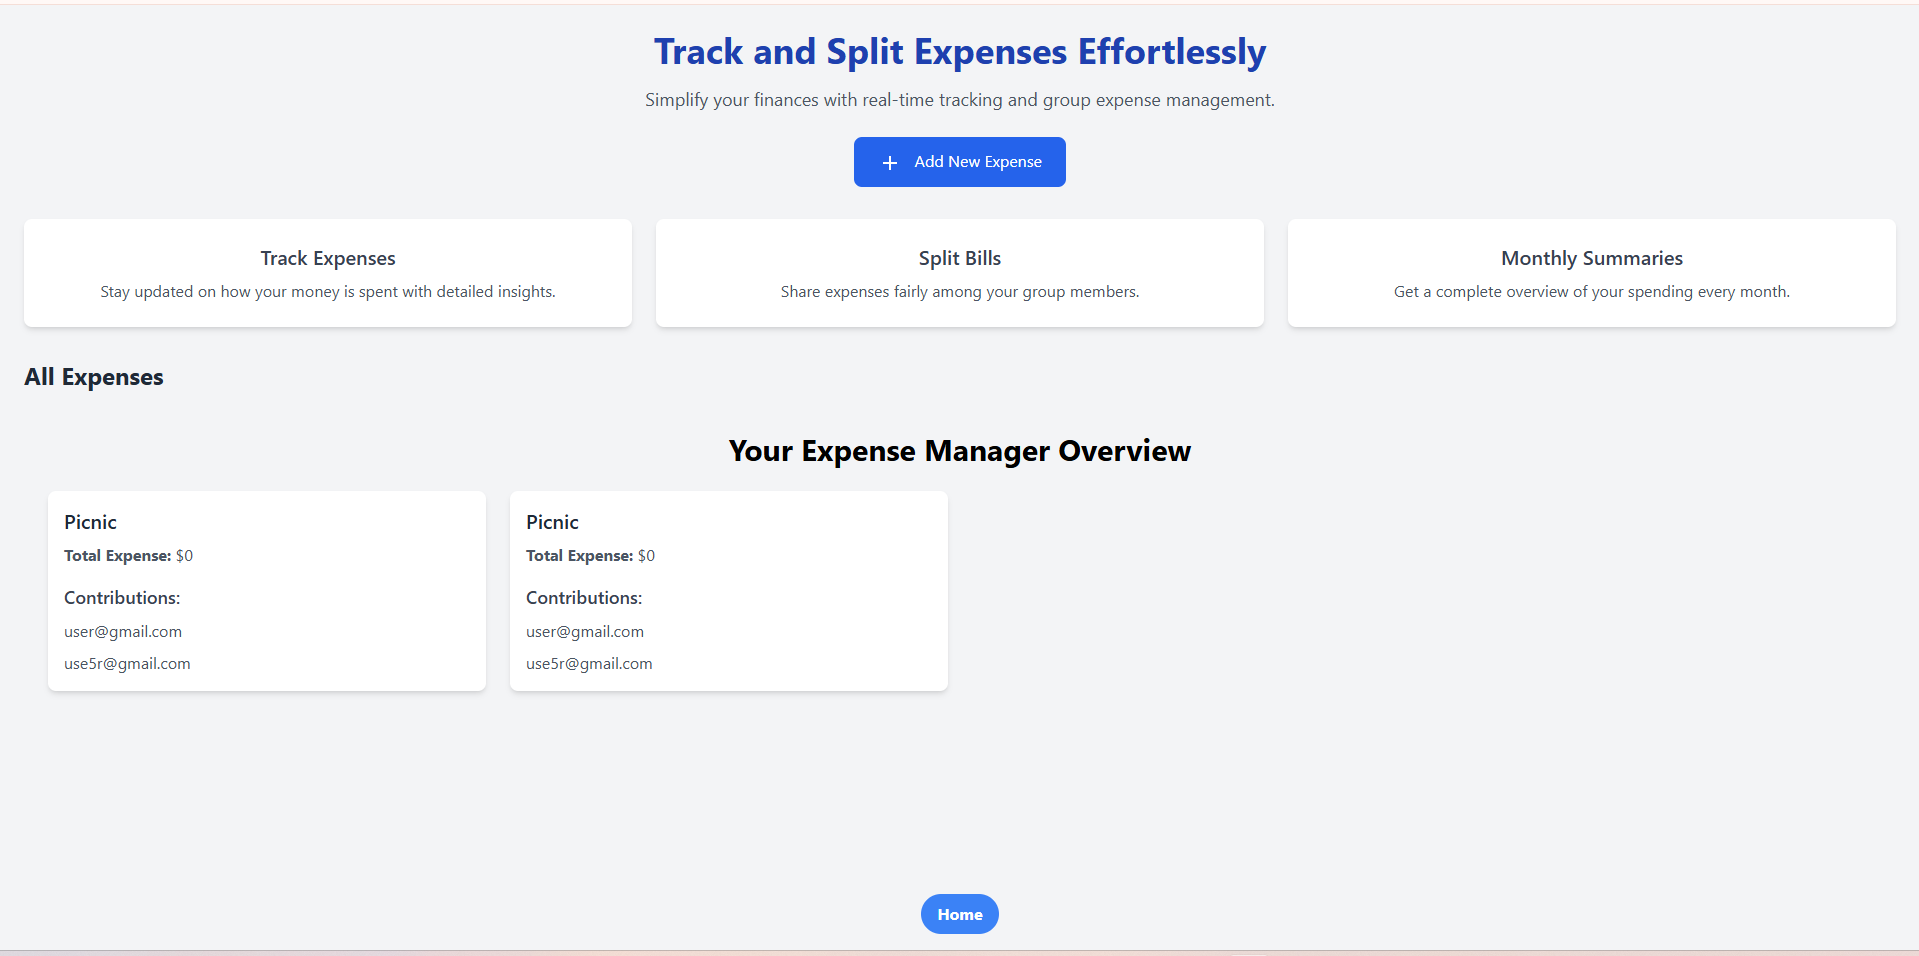 Track and Split Expenses Effortlessly
Simplify your finances with real-time tracking and group expense management.
+ Add New Expense
Track Expenses
Stay updated on how your money is spent with detailed insights.
Split Bills
Share expenses fairly among your group members.
Monthly Summaries
Get a complete overview of your spending every month.
All Expenses
Your Expense Manager Overview
Picnic
Total Expense: $0
Contributions:
user@gmail.com
use5r@gmail.com
Picnic
Total Expense: $0
Contributions:
user@gmail.com
use5r@gmail.com
Home